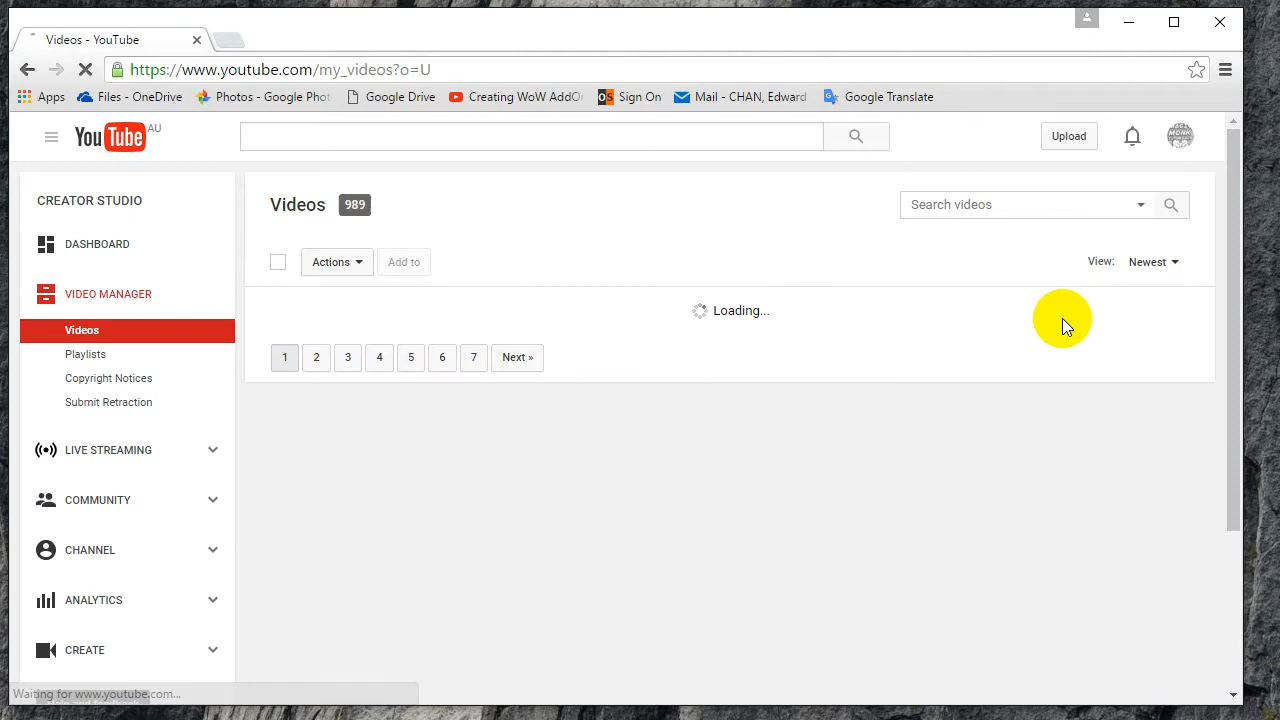 Videos - YouTube
https://www.youtube.com/my_videos?o=U
Apps Files - OneDrive Photos - Google Phot Google Drive Creating WoW AddOn Sign On Mail - CHAN, Edward Google Translate
YouTube AU
Upload
CREATOR STUDIO
DASHBOARD
VIDEO MANAGER
Videos
Playlists
Copyright Notices
Submit Retraction
LIVE STREAMING
COMMUNITY
CHANNEL
ANALYTICS
CREATE
Videos 989
Search videos
Actions Add to
View: Newest
Loading...
1 2 3 4 5 6 7 Next »
Waiting for www.youtube.com...